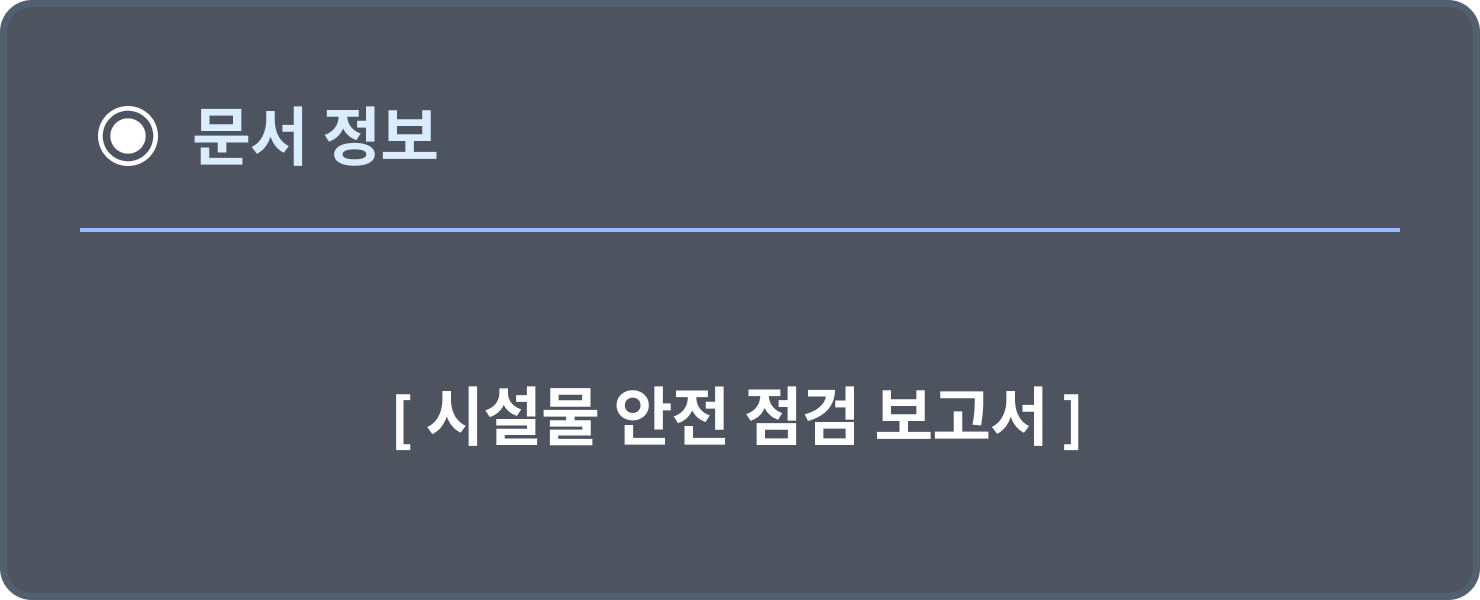 ◉ 문서 정보
[ 시설물 안전 점검 보고서 ]